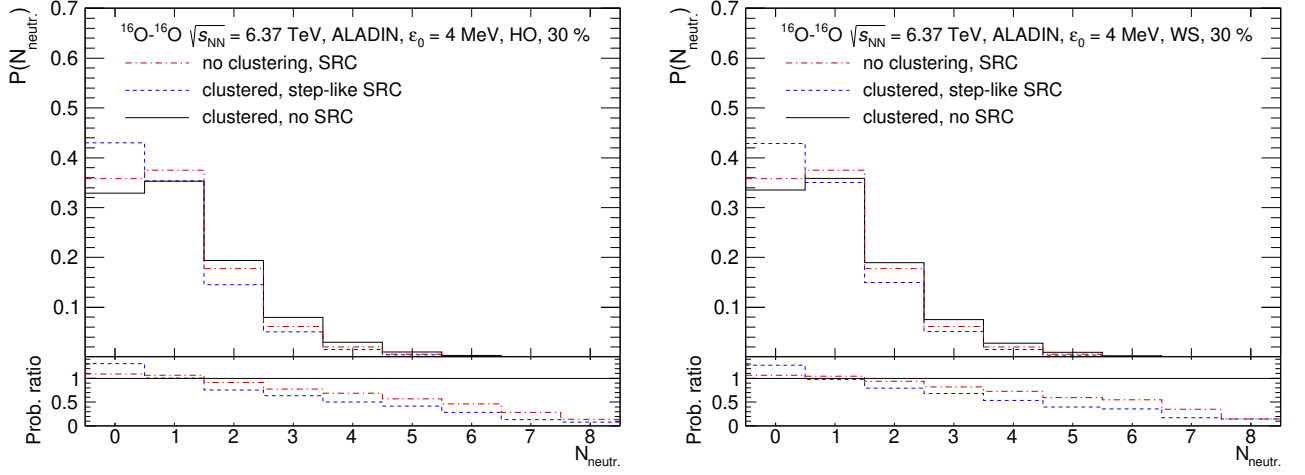 ¹⁶O-¹⁶O √s_NN = 6.37 TeV, ALADIN, ε₀ = 4 MeV, HO, 30 %
no clustering, SRC
clustered, step-like SRC
clustered, no SRC
P(N_neutr.)
0.7
0.6
0.5
0.4
0.3
0.2
0.1
Prob. ratio
1
0.5
0
0 1 2 3 4 5 6 7 8
N_neutr.
¹⁶O-¹⁶O √s_NN = 6.37 TeV, ALADIN, ε₀ = 4 MeV, WS, 30 %
no clustering, SRC
clustered, step-like SRC
clustered, no SRC
P(N_neutr.)
0.7
0.6
0.5
0.4
0.3
0.2
0.1
Prob. ratio
1
0.5
0
0 1 2 3 4 5 6 7 8
N_neutr.